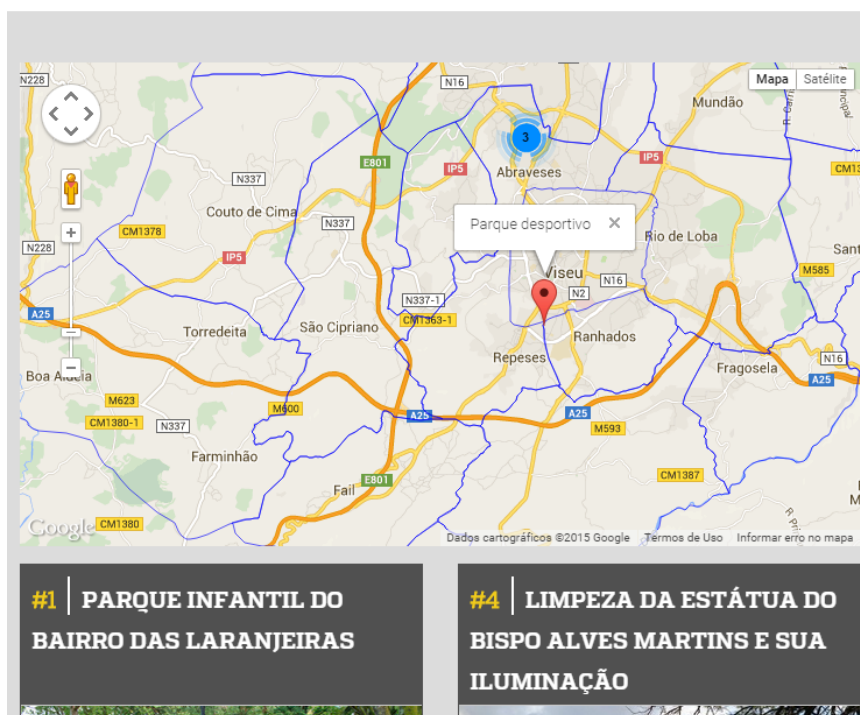 N228
N16
Mapa
Satélite
Mundão
3
E801
IP5
Abraveses
IP5
N337
Couto de Cima
CM1378
N337
Parque desportivo
Rio de Loba
N228
IP5
Viseu
N16
M585
N2
N337-1
A25
CM1363-1
Torredeita
São Cipriano
Ranhados
Repeses
N16
Fragosela
A25
M623
M600
A25
A25
CM1380-1
N337
M593
Farminhão
CM1387
E801
Fail
Google
CM1380
Dados cartográficos ©2015 Google
Termos de Uso
Informar erro no mapa
#1 | PARQUE INFANTIL DO
BAIRRO DAS LARANJEIRAS
#4 | LIMPEZA DA ESTÁTUA DO
BISPO ALVES MARTINS E SUA
ILUMINAÇÃO